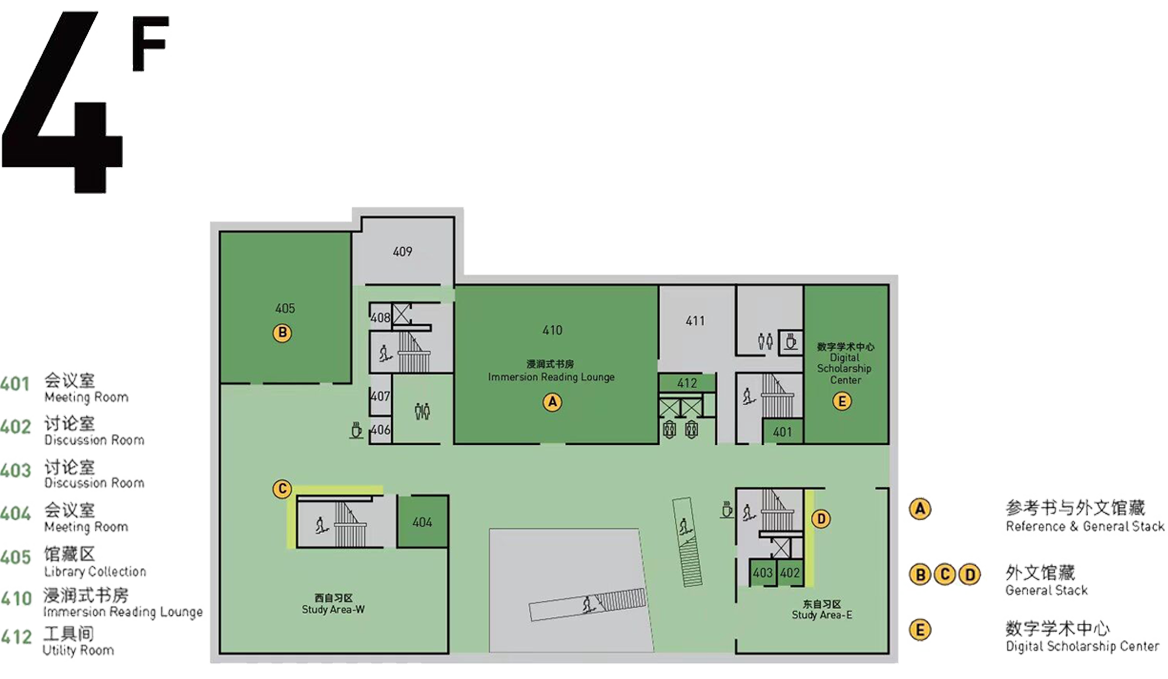 4F
409
405
B
408
410
浸润式书房
Immersion Reading Lounge
A
411
数字学术中心
Digital
Scholarship
Center
E
412
407
406
401
C
404
D
403
402
西自习区
Study Area-W
东自习区
Study Area-E
401 会议室
Meeting Room
402 讨论室
Discussion Room
403 讨论室
Discussion Room
404 会议室
Meeting Room
405 馆藏区
Library Collection
410 浸润式书房
Immersion Reading Lounge
412 工具间
Utility Room
A 参考书与外文馆藏
Reference & General Stack
B C D 外文馆藏
General Stack
E 数字学术中心
Digital Scholarship Center